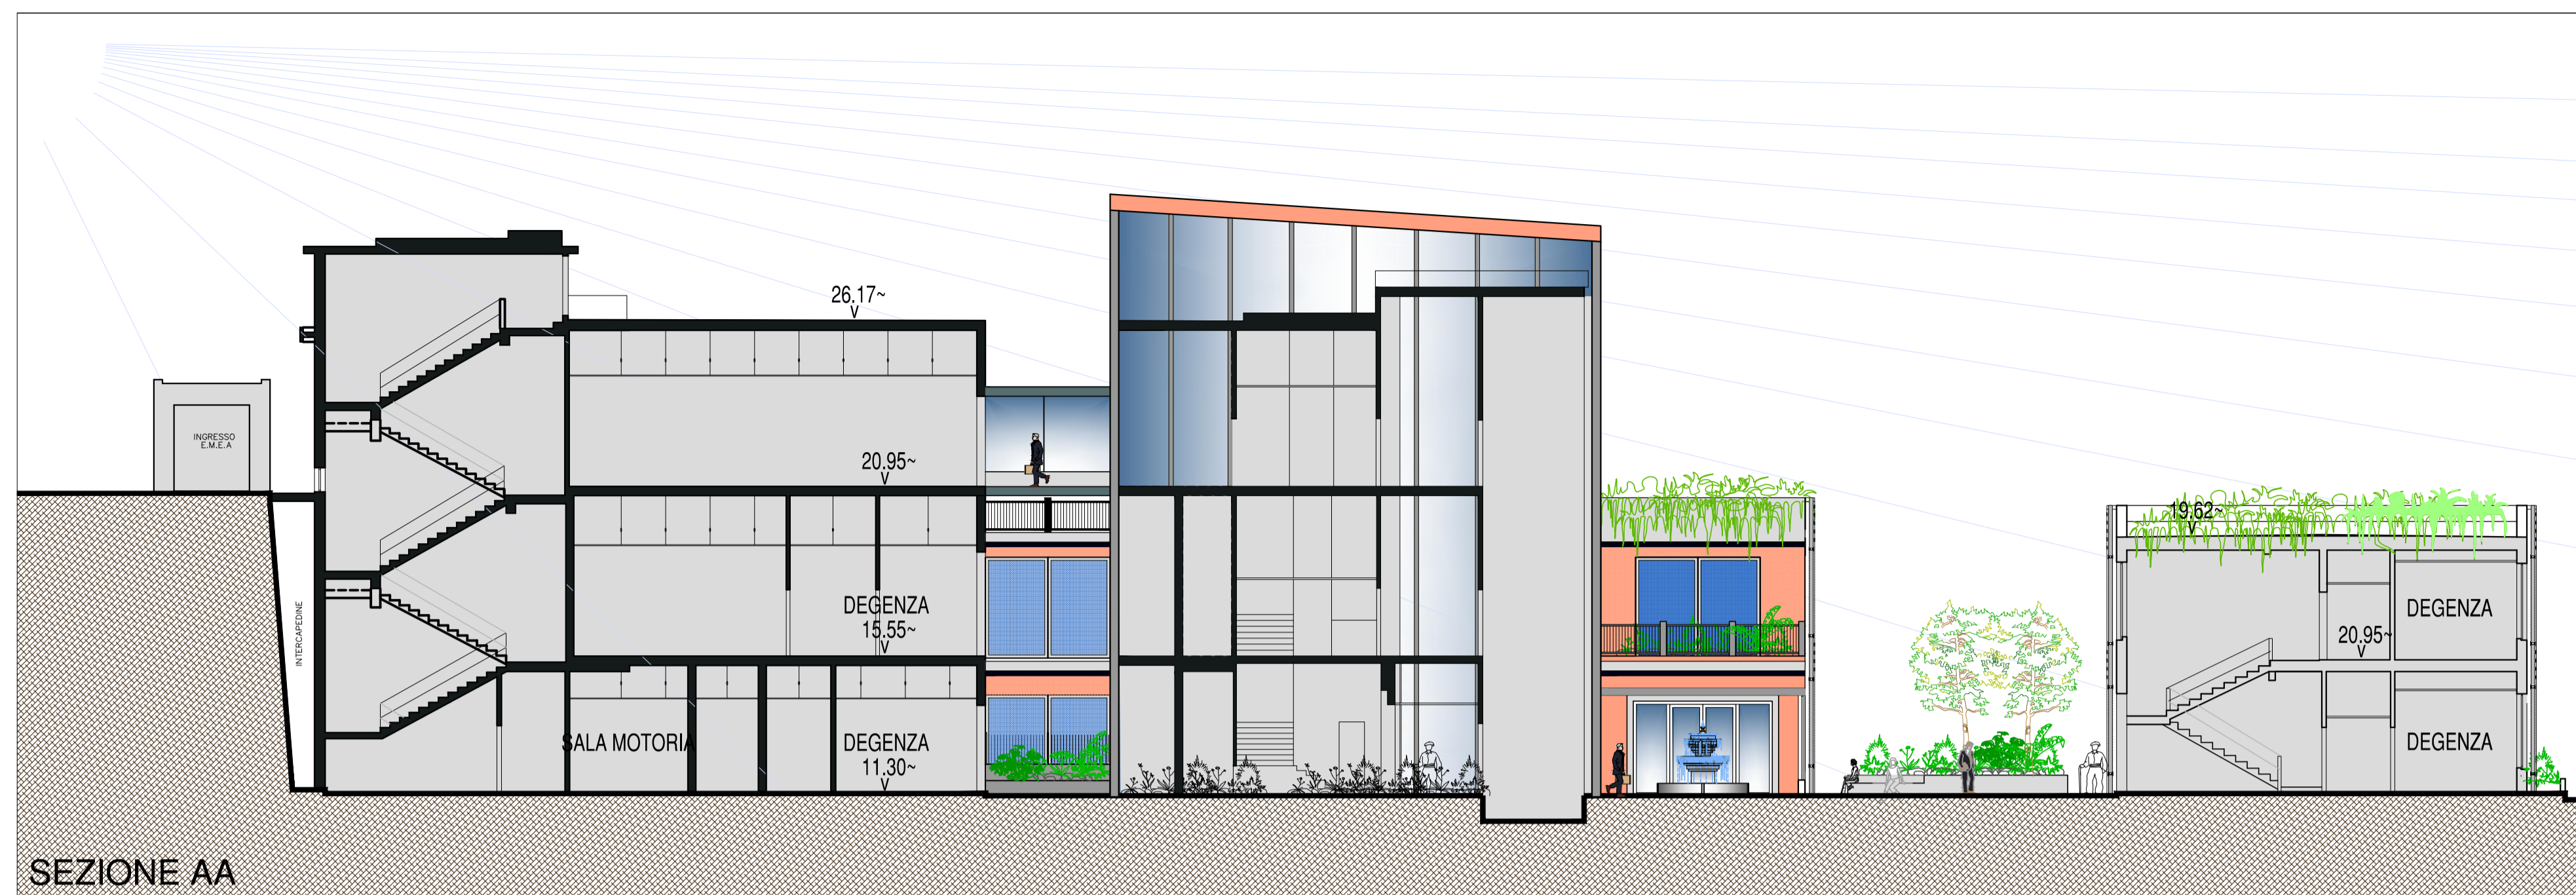 26.17~
V
INGRESSO
E.M.E.A
20.95~
V
19.62~
V
INTERCAPEDINE
DEGENZA
15.55~
V
DEGENZA
20.95~
V
SALA MOTORIA
DEGENZA
11.30~
V
DEGENZA
SEZIONE AA